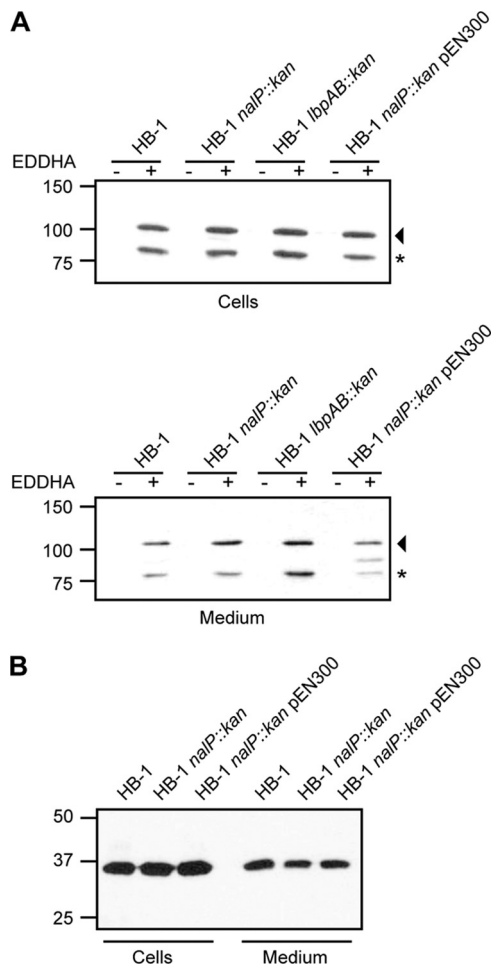 A
HB-1
HB-1 nalP::kan
HB-1 lbpAB::kan
HB-1 nalP::kan pEN300
EDDHA - + - + - + - +
150
100
75
*
Cells
HB-1
HB-1 nalP::kan
HB-1 lbpAB::kan
HB-1 nalP::kan pEN300
EDDHA - + - + - + - +
150
100
75
*
Medium
B
HB-1
HB-1 nalP::kan
HB-1 nalP::kan pEN300
HB-1
HB-1 nalP::kan
HB-1 nalP::kan pEN300
50
37
25
Cells Medium